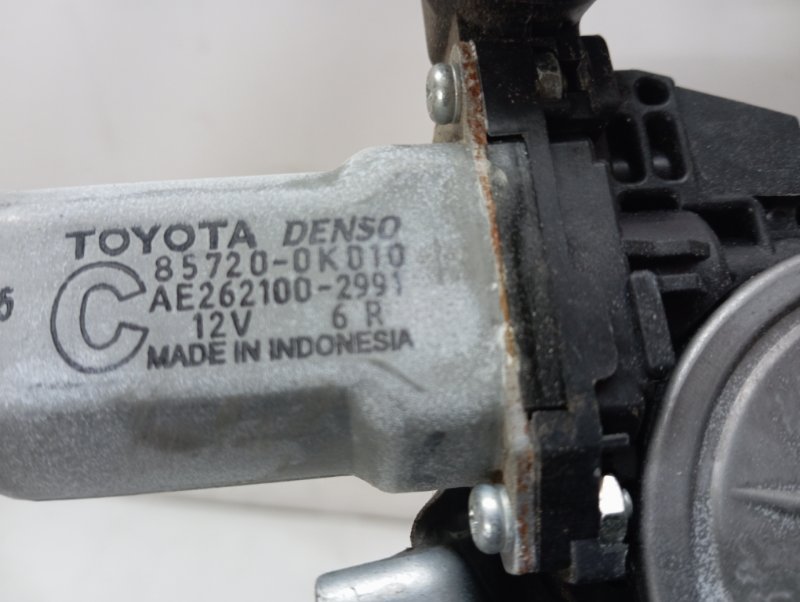 TOYOTA DENSO
85720-0K010
C AE262100-2991
12V 6 R
MADE IN INDONESIA